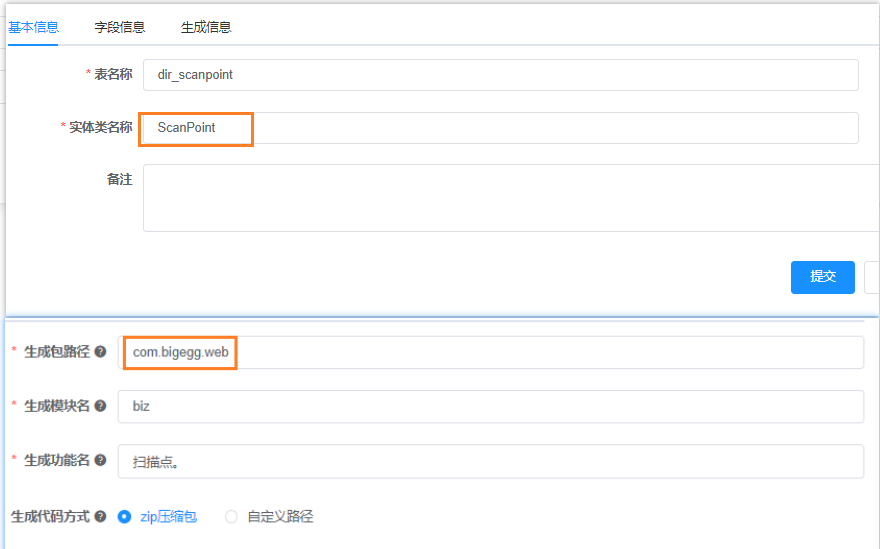 基本信息 字段信息 生成信息
* 表名称 dir_scanpoint
* 实体类名称 ScanPoint
备注
提交
* 生成包路径 ? com.bigegg.web
* 生成模块名 ? biz
* 生成功能名 ? 扫描点。
生成代码方式 ? zip压缩包 自定义路径